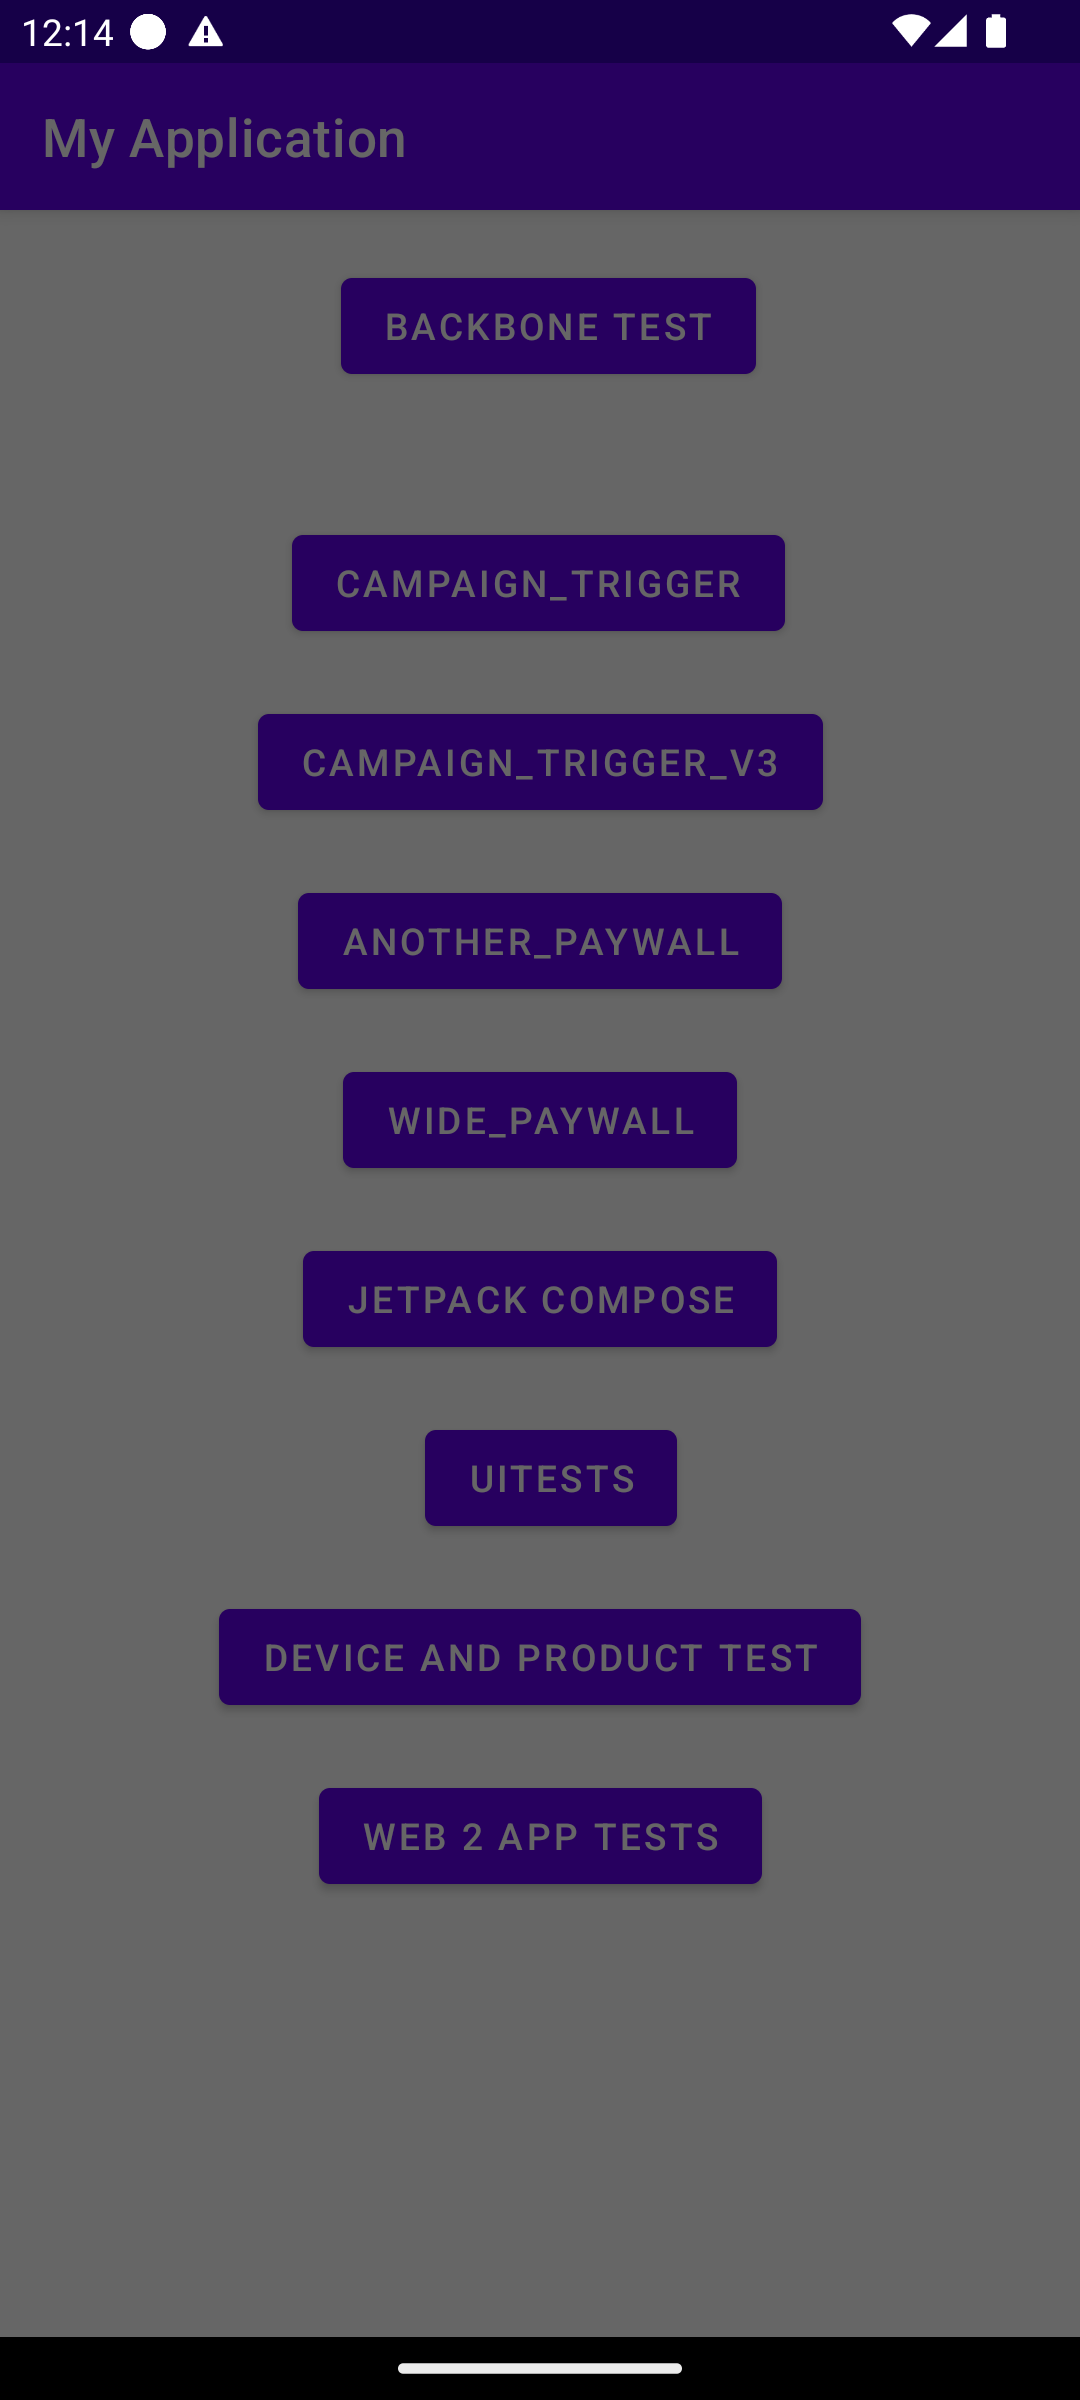 12:14
My Application
BACKBONE TEST
CAMPAIGN_TRIGGER
CAMPAIGN_TRIGGER_V3
ANOTHER_PAYWALL
WIDE_PAYWALL
JETPACK COMPOSE
UITESTS
DEVICE AND PRODUCT TEST
WEB 2 APP TESTS